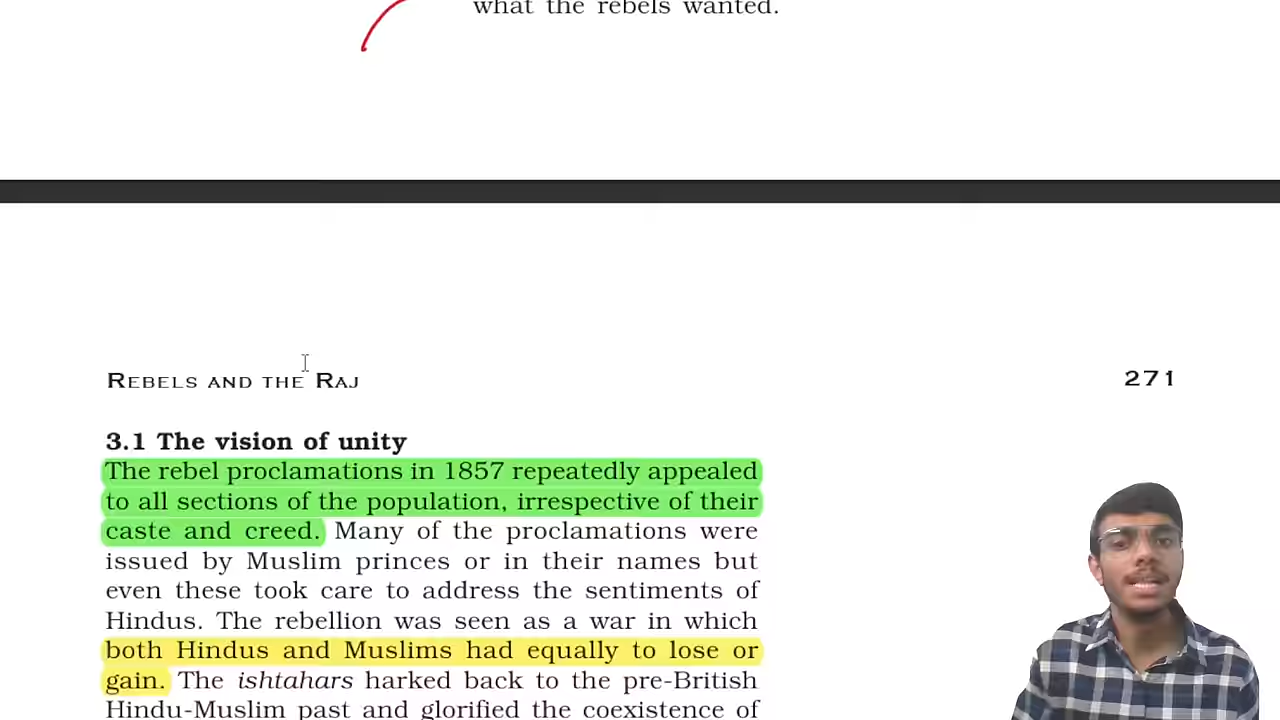 what the rebels wanted.
REBELS AND THE RAJ 271
3.1 The vision of unity
The rebel proclamations in 1857 repeatedly appealed
to all sections of the population, irrespective of their
caste and creed. Many of the proclamations were
issued by Muslim princes or in their names but
even these took care to address the sentiments of
Hindus. The rebellion was seen as a war in which
both Hindus and Muslims had equally to lose or
gain. The ishtahars harked back to the pre-British
Hindu-Muslim past and glorified the coexistence of